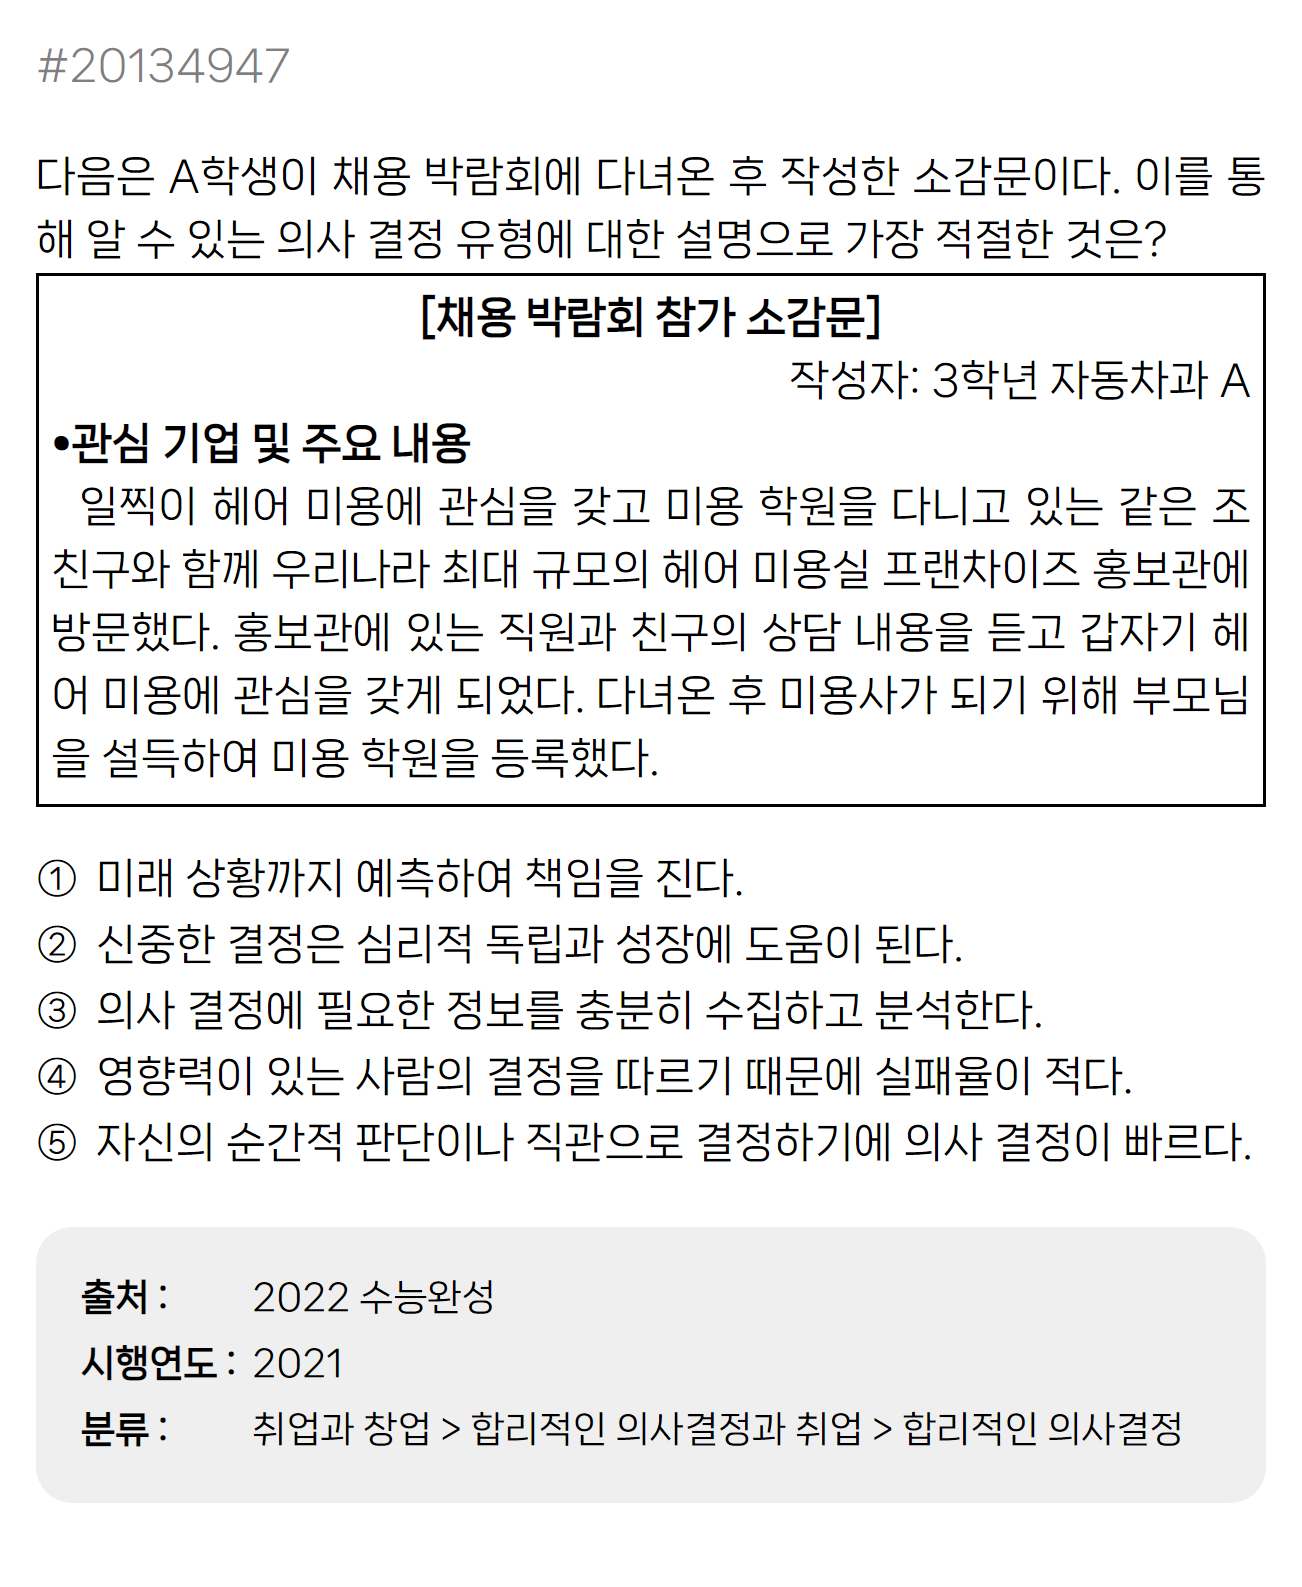 #20134947
다음은 A학생이 채용 박람회에 다녀온 후 작성한 소감문이다. 이를 통
해 알 수 있는 의사 결정 유형에 대한 설명으로 가장 적절한 것은?
[채용 박람회 참가 소감문]
작성자: 3학년 자동차과 A
•관심 기업 및 주요 내용
일찍이 헤어 미용에 관심을 갖고 미용 학원을 다니고 있는 같은 조
친구와 함께 우리나라 최대 규모의 헤어 미용실 프랜차이즈 홍보관에
방문했다. 홍보관에 있는 직원과 친구의 상담 내용을 듣고 갑자기 헤
어 미용에 관심을 갖게 되었다. 다녀온 후 미용사가 되기 위해 부모님
을 설득하여 미용 학원을 등록했다.
① 미래 상황까지 예측하여 책임을 진다.
② 신중한 결정은 심리적 독립과 성장에 도움이 된다.
③ 의사 결정에 필요한 정보를 충분히 수집하고 분석한다.
④ 영향력이 있는 사람의 결정을 따르기 때문에 실패율이 적다.
⑤ 자신의 순간적 판단이나 직관으로 결정하기에 의사 결정이 빠르다.
출처 : 2022 수능완성
시행연도 : 2021
분류 : 취업과 창업 > 합리적인 의사결정과 취업 > 합리적인 의사결정